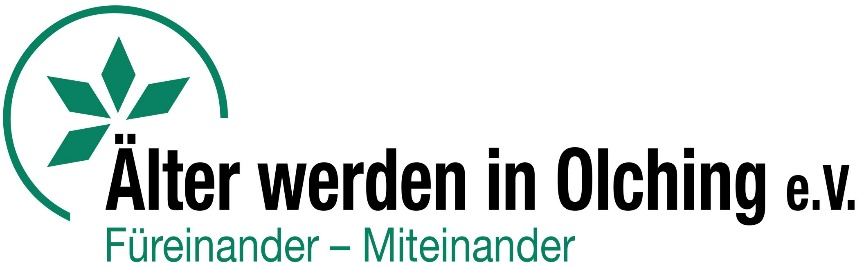 Älter werden in Olching e.V.
Füreinander – Miteinander